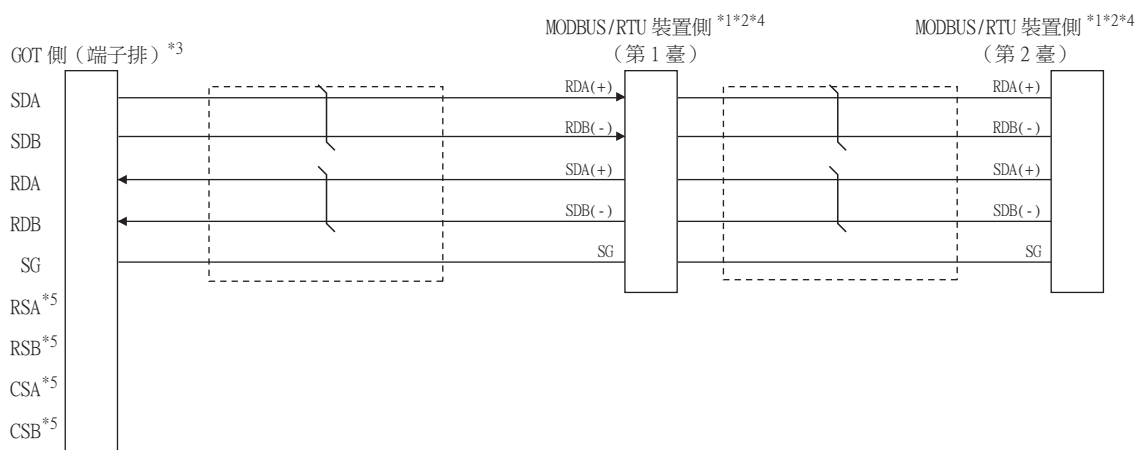 MODBUS/RTU 裝置側 *1*2*4
(第 1 臺)
MODBUS/RTU 裝置側 *1*2*4
(第 2 臺)
GOT 側(端子排)*3
SDA
RDA(+)
RDA(+)
SDB
RDB(-)
RDB(-)
RDA
SDA(+)
SDA(+)
RDB
SDB(-)
SDB(-)
SG
SG
SG
RSA*5
RSB*5
CSA*5
CSB*5